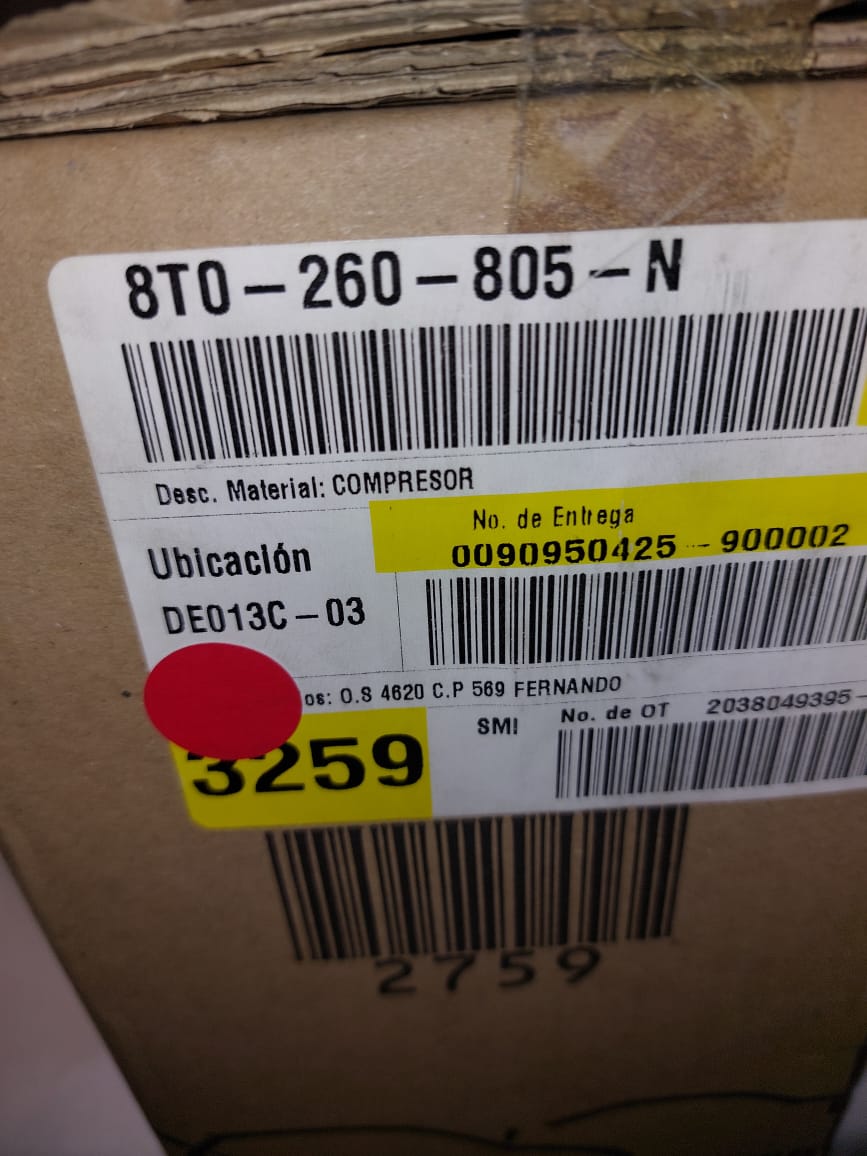 8T0-260-805-N
Desc. Material: COMPRESOR
No. de Entrega
0090950425-900002
Ubicación
DE013C-03
os: O.S 4620 C.P 569 FERNANDO
SMI
No. de OT 2038049395-
3259
2759